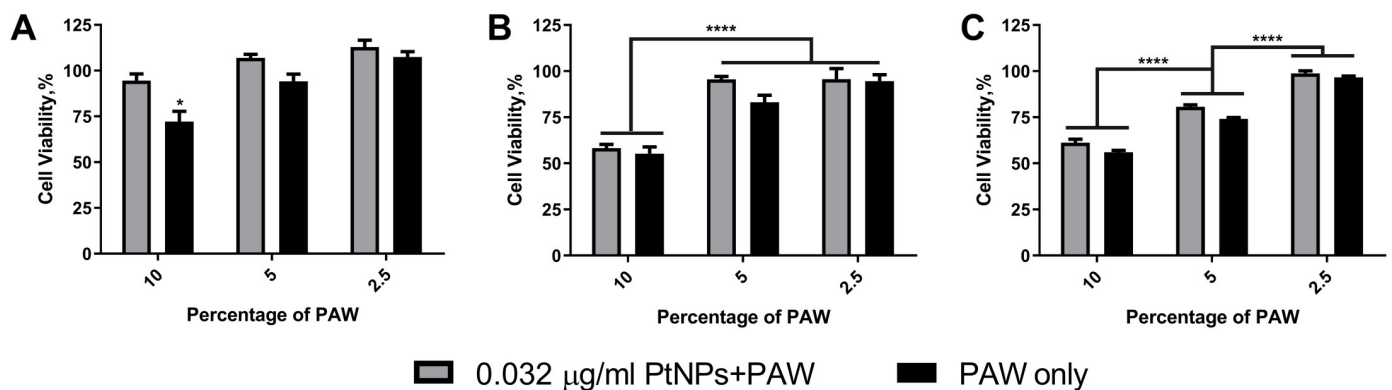 A
125
100
75
50
25
0
Cell Viability,%
*
10
5
2.5
Percentage of PAW
B
125
100
75
50
25
0
Cell Viability,%
****
10
5
2.5
Percentage of PAW
C
125
100
75
50
25
0
Cell Viability,%
****
****
10
5
2.5
Percentage of PAW
0.032 μg/ml PtNPs+PAW
PAW only